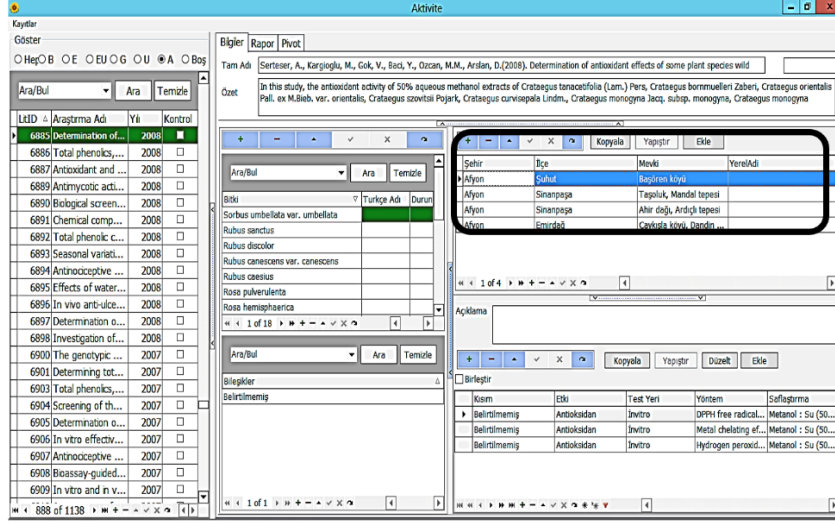 Aktivite
Kayıtlar
Göster
Hep B E EU G U A Boş
Ara/Bul Ara Temizle
LtID Araştırma Adı Yılı Kontrol
6885 Determination of... 2008
6886 Total phenolics,... 2008
6887 Antioxidant and ... 2008
6889 Antimycotic acti... 2008
6890 Biological screen... 2008
6891 Chemical comp... 2008
6892 Total phenolic c... 2008
6893 Seasonal variati... 2008
6894 Antinociceptive ... 2008
6895 Effects of water... 2008
6896 In vivo anti-ulce... 2008
6897 Determination o... 2008
6898 Investigation of... 2008
6900 The genotypic ... 2007
6901 Determining tot... 2007
6903 Total phenolics,... 2007
6904 Screening of th... 2007
6905 Determination o... 2007
6906 In vitro effectiv... 2007
6907 Antinociceptive ... 2007
6908 Bioassay-guided... 2007
6909 In vitro and in v... 2007
888 of 1138
Bilgiler Rapor Pivot
Tam Adı Serteser, A., Kargioglu, M., Gok, V., Baci, Y., Ozcan, M.M., Arslan, D.(2008). Determination of antioxidant effects of some plant species wild
Özet In this study, the antioxidant activity of 50% aqueous methanol extracts of Crataegus tanacetifolia (Lam.) Pers, Crataegus bornmuelleri Zaberi, Crataegus orientalis
Pall. ex M.Bieb. var. orientalis, Crataegus szovitsii Pojark, Crataegus curvisepala Lindm., Crataegus monogyna Jacq. subsp. monogyna, Crataegus monogyna
Ara/Bul Ara Temizle
Bitki Turkçe Adı Durun
Sorbus umbellata var. umbellata
Rubus sanctus
Rubus discolor
Rubus canescens var. canescens
Rubus caesius
Rosa pulverulenta
Rosa hemisphaerica
1 of 18
Ara/Bul Ara Temizle
Bileşikler
Belirtilmemiş
1 of 1
Kopyala Yapıştır Ekle
Şehir İlçe Mevki YerelAdi
Afyon Şuhut Başören köyü
Afyon Sinanpaşa Taşoluk, Mandal tepesi
Afyon Sinanpaşa Ahir dağı, Ardıçlı tepesi
Afyon Emirdağ
1 of 4
Açıklama
Kopyala Yapıştır Düzelt Ekle
Birleştir
Kısım Etki Test Yeri Yöntem Saflaştırma
Belirtilmemiş Antioksidan İnvitro DPPH free radical... Metanol : Su (50...
Belirtilmemiş Antioksidan İnvitro Metal chelating ef... Metanol : Su (50...
Belirtilmemiş Antioksidan İnvitro Hydrogen peroxid... Metanol : Su (50...